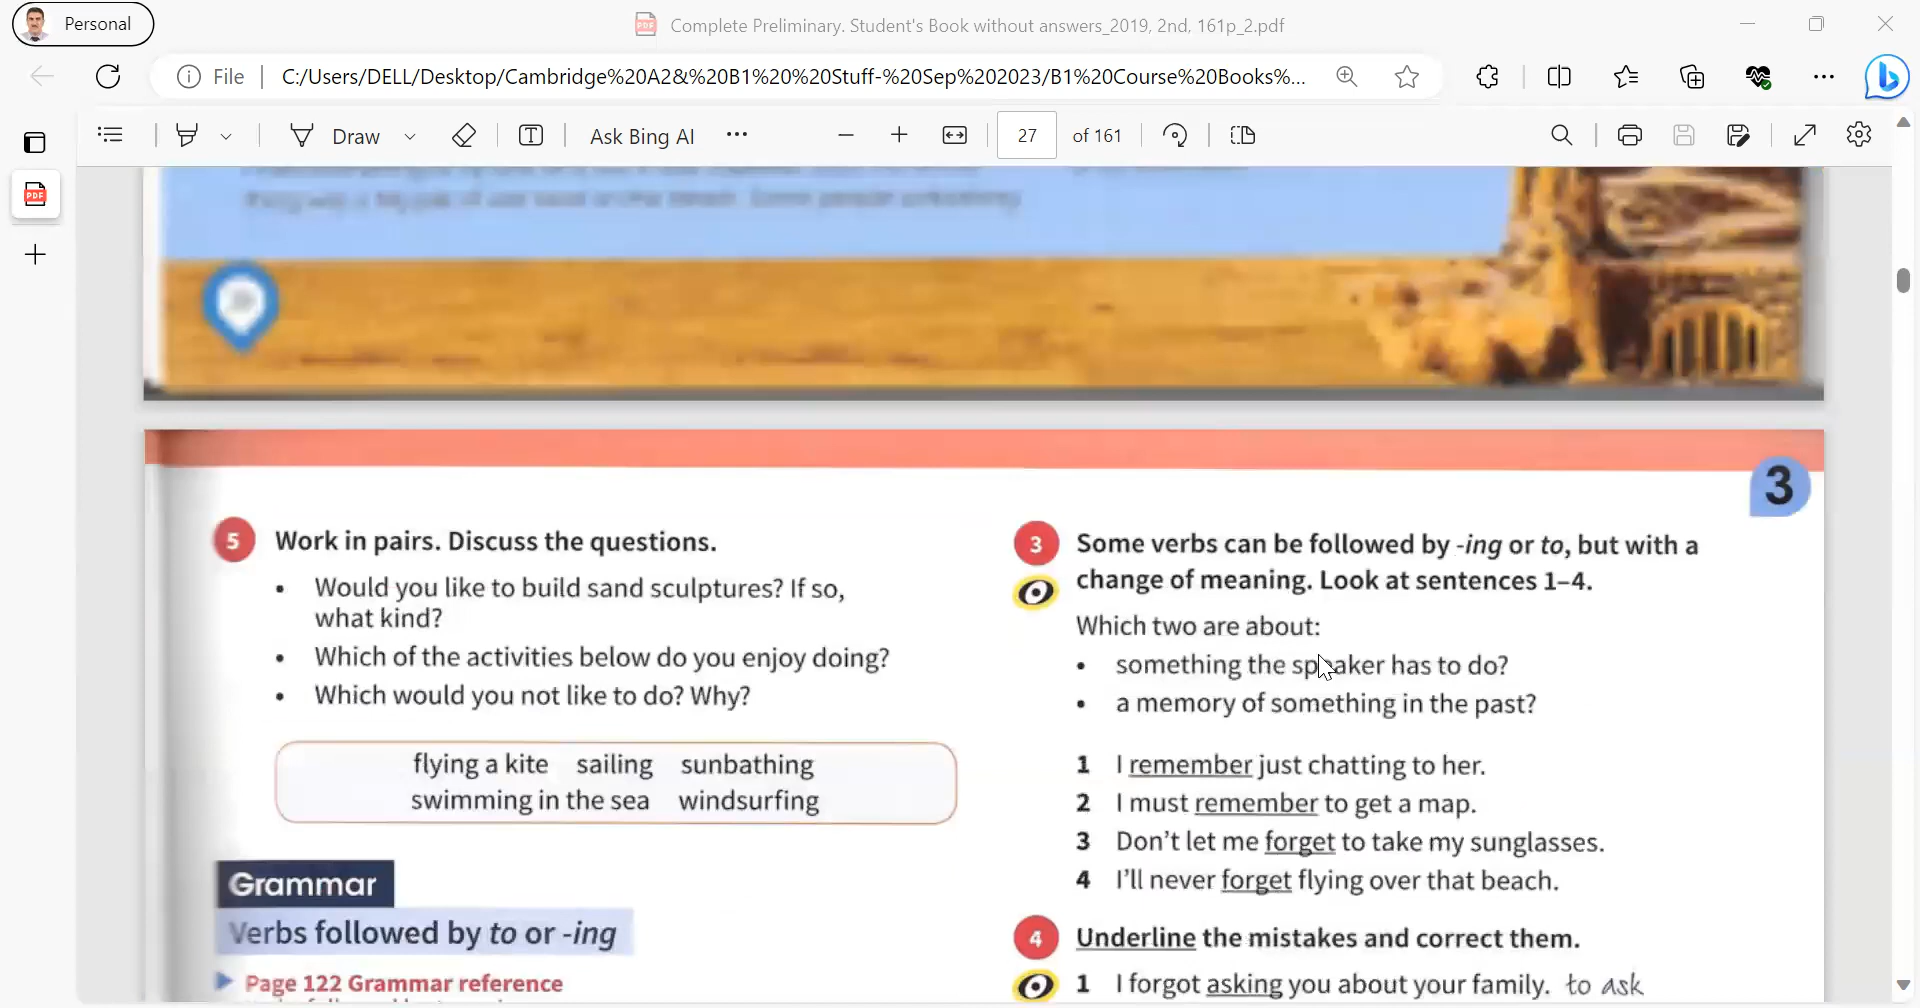 Personal
PDF
Complete Preliminary. Student's Book without answers_2019, 2nd, 161p_2.pdf
File
C:/Users/DELL/Desktop/Cambridge%20A2&%20B1%20%20Stuff-%20Sep%202023/B1%20Course%20Books%...
Draw
Ask Bing AI
27
of 161
PDF
3
5 Work in pairs. Discuss the questions.
• Would you like to build sand sculptures? If so,
what kind?
• Which of the activities below do you enjoy doing?
• Which would you not like to do? Why?
flying a kite sailing sunbathing
swimming in the sea windsurfing
Grammar
Verbs followed by to or -ing
Page 122 Grammar reference
3 Some verbs can be followed by -ing or to, but with a
change of meaning. Look at sentences 1–4.
Which two are about:
• something the speaker has to do?
• a memory of something in the past?
1 I remember just chatting to her.
2 I must remember to get a map.
3 Don't let me forget to take my sunglasses.
4 I'll never forget flying over that beach.
4 Underline the mistakes and correct them.
1 I forgot asking you about your family. to ask